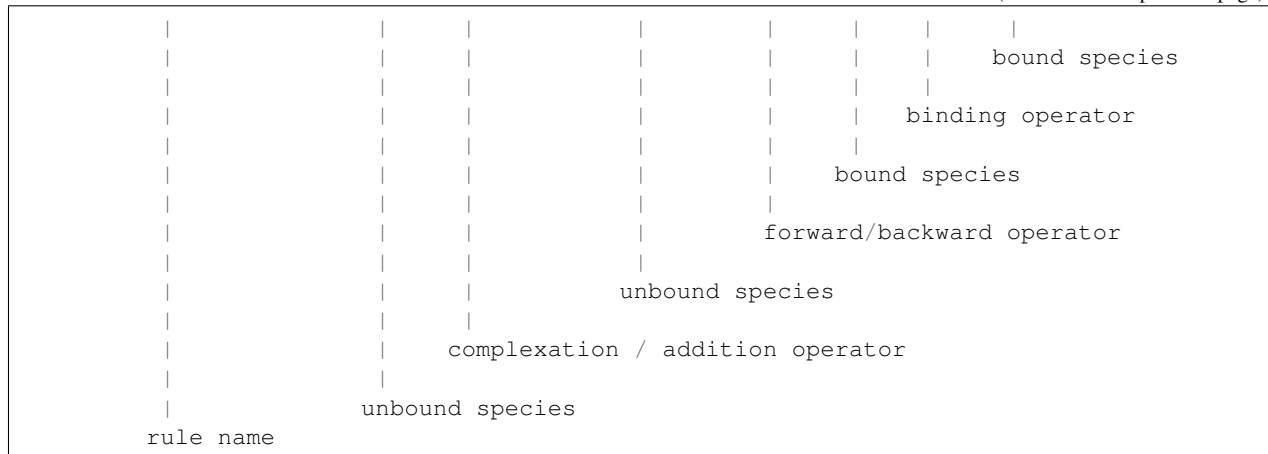 | | | | | | | |
| | | | | | | bound species
| | | | | | |
| | | | | | binding operator
| | | | | |
| | | | | bound species
| | | | |
| | | | forward/backward operator
| | | |
| | | unbound species
| | |
| | complexation / addition operator
| |
| unbound species
rule name